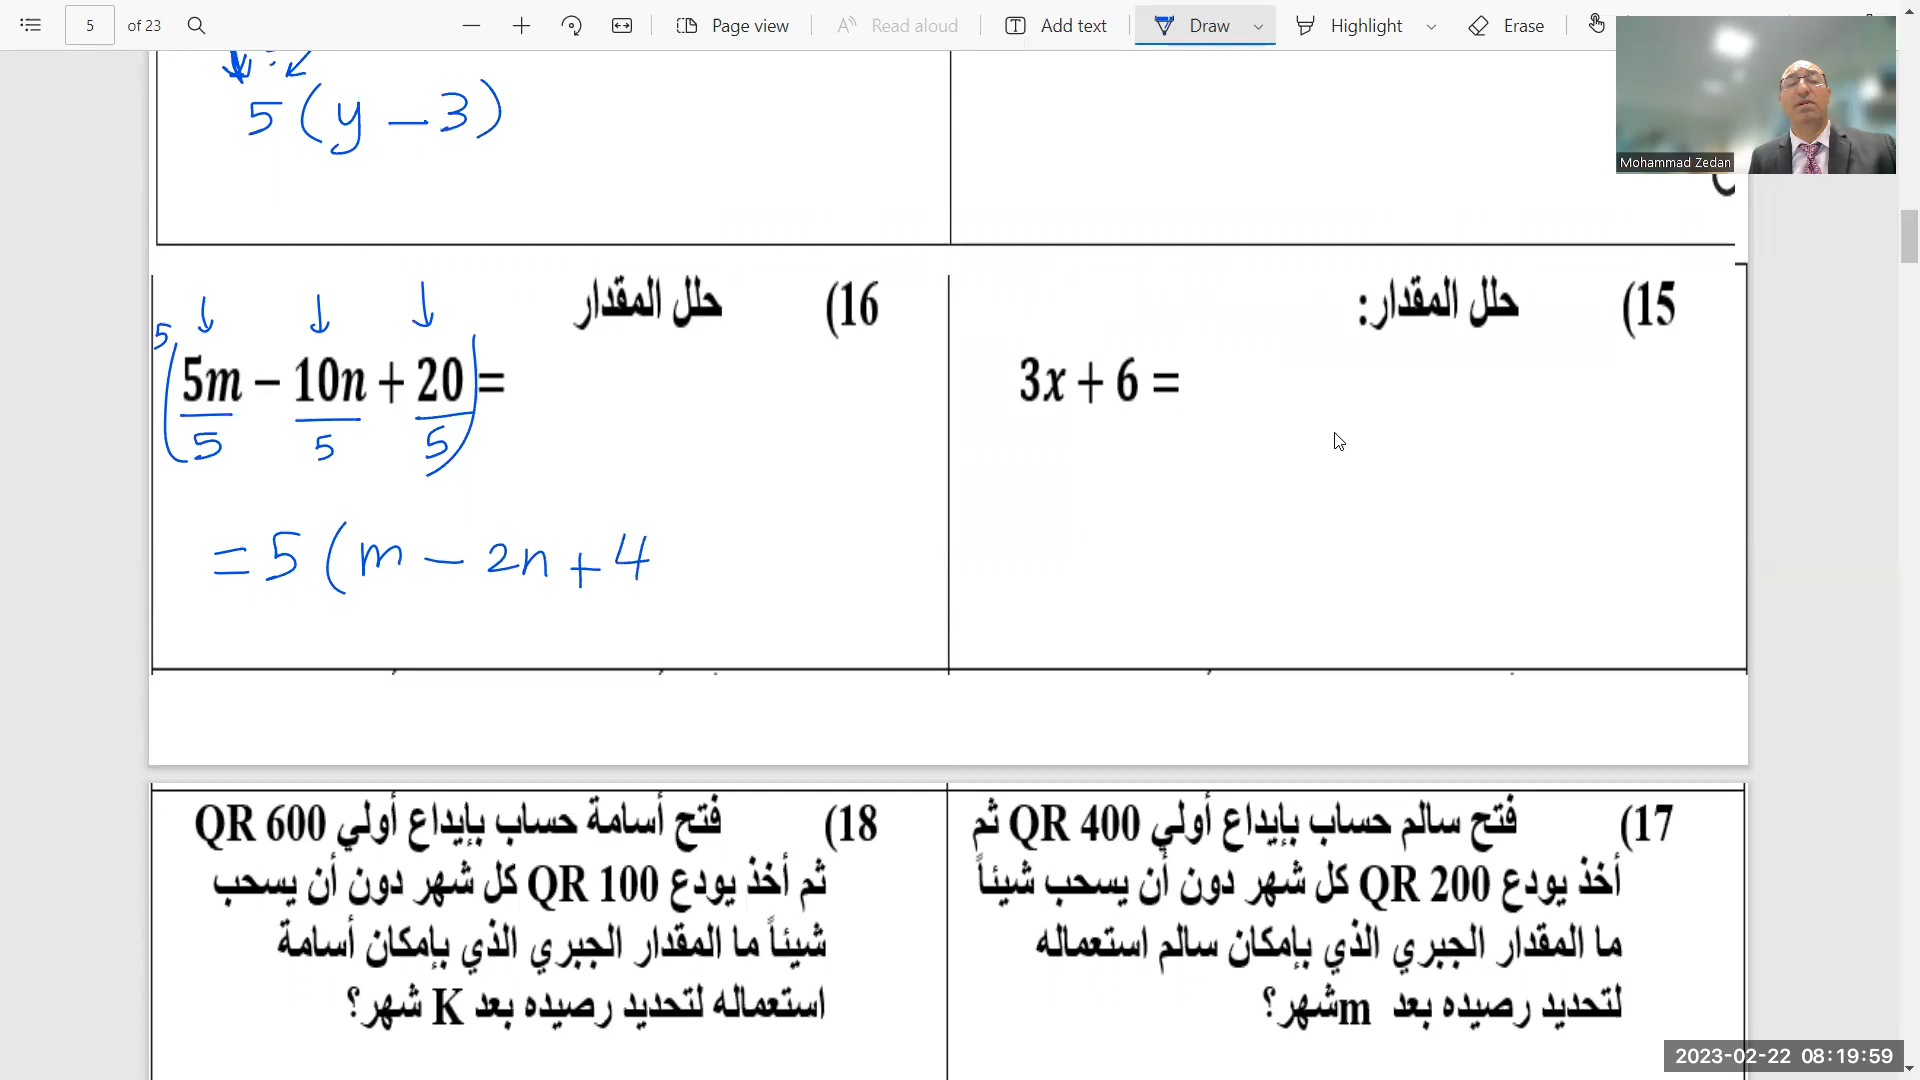 5 of 23 Page view Read aloud Add text Draw Highlight Erase
Mohammad Zedan
5 (y – 3)
(15 حلل المقدار:
3x + 6 =
(16 حلل المقدار
5 (5m – 10n + 20) =
5 5 5
= 5 (m – 2n + 4
(17 فتح سالم حساب بإيداع أولي QR 400 ثم
أخذ يودع QR 200 كل شهر دون أن يسحب شيئاً
ما المقدار الجبري الذي بإمكان سالم استعماله
لتحديد رصيده بعد m شهر؟
(18 فتح أسامة حساب بإيداع أولي QR 600
ثم أخذ يودع QR 100 كل شهر دون أن يسحب
شيئاً ما المقدار الجبري الذي بإمكان أسامة
استعماله لتحديد رصيده بعد K شهر؟
2023-02-22 08:19:59